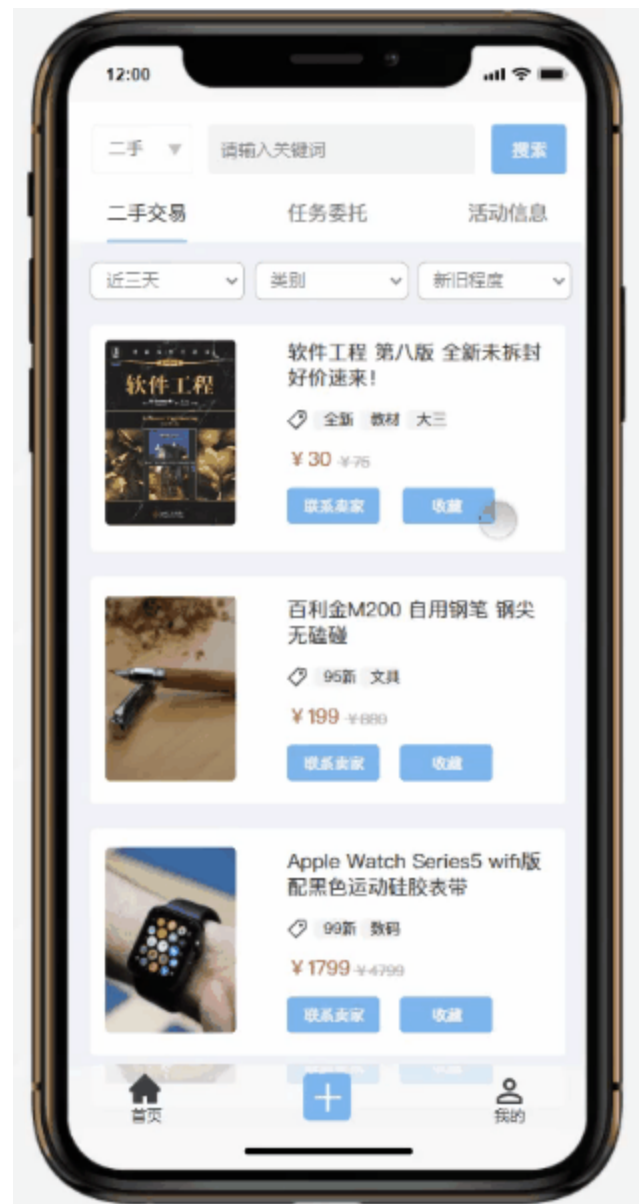 12:00
二手 ▼ 请输入关键词 搜索
二手交易 任务委托 活动信息
近三天 类别 新旧程度
软件工程
软件工程 第八版 全新未拆封
好价速来！
全新 教材 大三
¥30 ¥75
联系卖家 收藏
百利金M200 自用钢笔 钢尖
无磕碰
95新 文具
¥199 ¥880
联系卖家 收藏
Apple Watch Series5 wifi版
配黑色运动硅胶表带
99新 数码
¥1799 ¥4799
联系卖家 收藏
首页 我的